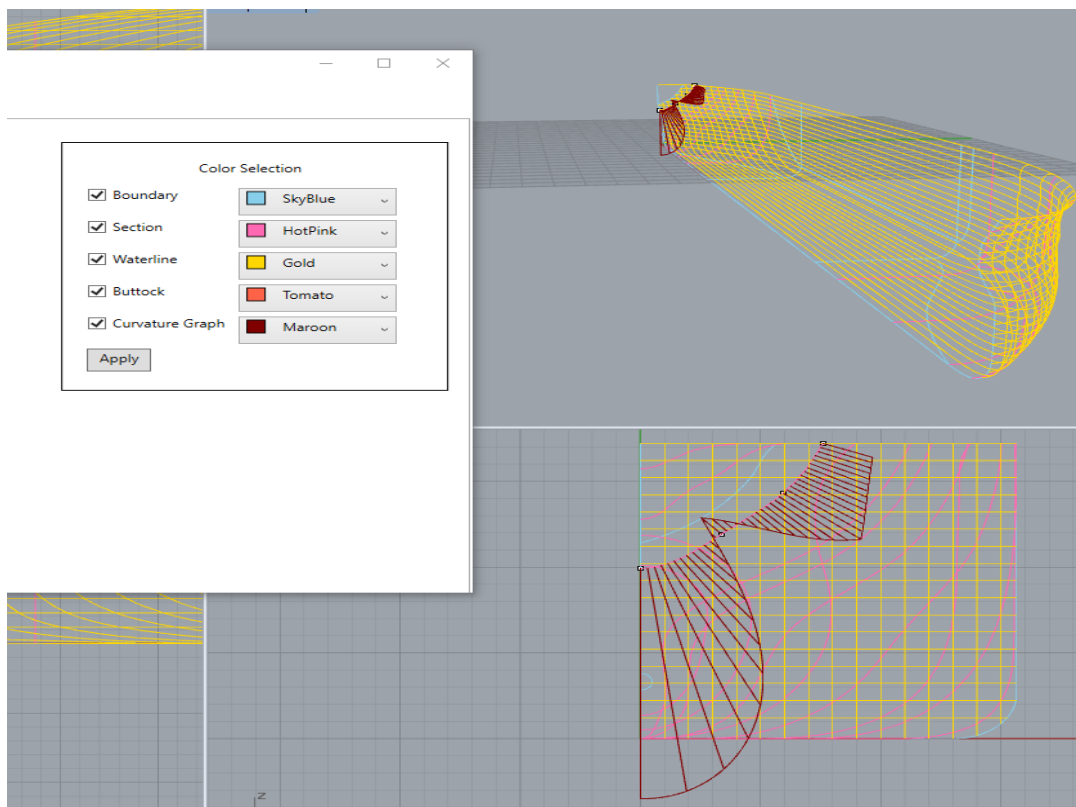 Color Selection
Boundary SkyBlue
Section HotPink
Waterline Gold
Buttock Tomato
Curvature Graph Maroon
Apply
z